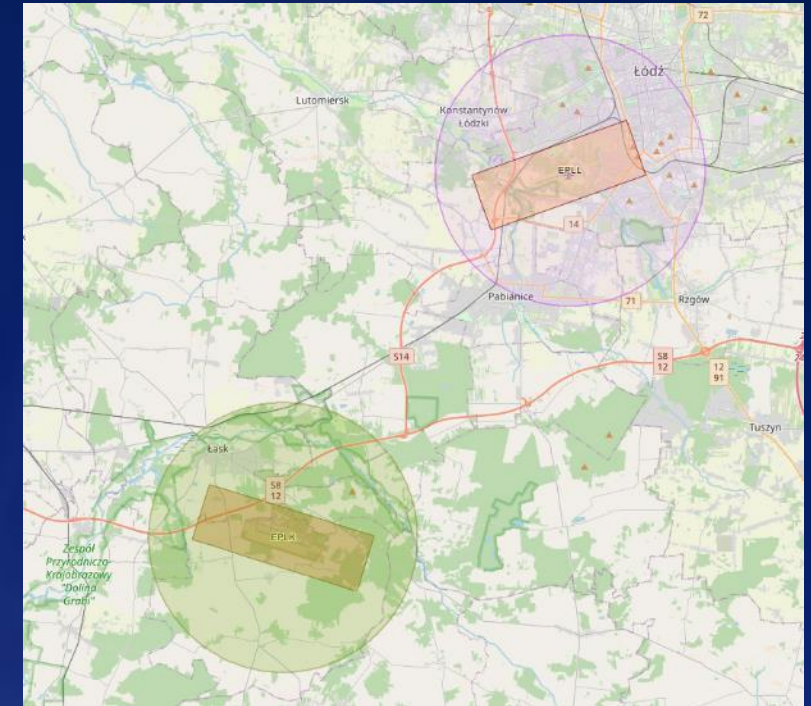 72
Łódź
Lutomiersk
Konstantynów
Łódzki
EPLL
14
Pabianice
71
Rzgów
S14
S8
12
12
91
Tuszyn
Łask
S8
12
EPLK
Zespół
Przyrodniczo-
Krajobrazowy
"Dolina
Grabi"